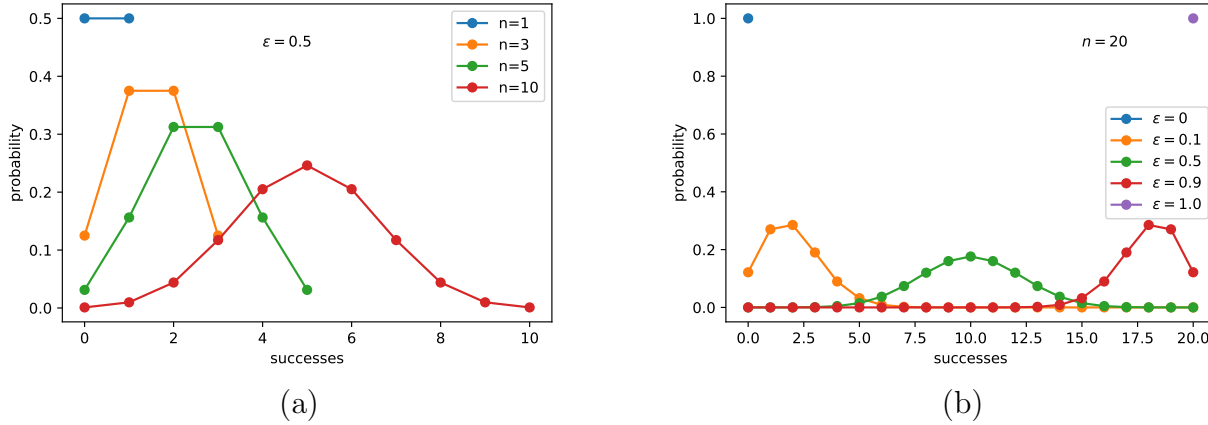 0.5
0.4
0.3
0.2
0.1
0.0
probability
ε = 0.5
n=1
n=3
n=5
n=10
0 2 4 6 8 10
successes
(a)
1.0
0.8
0.6
0.4
0.2
0.0
probability
n = 20
ε = 0
ε = 0.1
ε = 0.5
ε = 0.9
ε = 1.0
0.0 2.5 5.0 7.5 10.0 12.5 15.0 17.5 20.0
successes
(b)